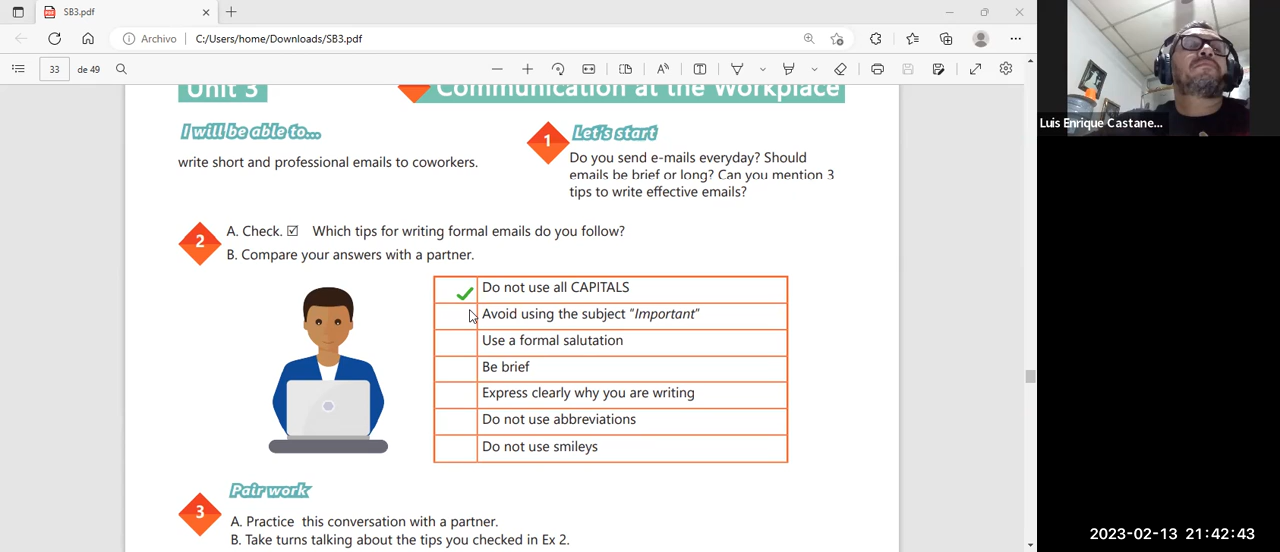 SB3.pdf
Archivo
C:/Users/home/Downloads/SB3.pdf
33
de 49
Unit 3
Communication at the Workplace
I will be able to...
write short and professional emails to coworkers.
1
Let's start
Do you send e-mails everyday? Should
emails be brief or long? Can you mention 3
tips to write effective emails?
2
A. Check. ☑ Which tips for writing formal emails do you follow?
B. Compare your answers with a partner.
Do not use all CAPITALS
Avoid using the subject "Important"
Use a formal salutation
Be brief
Express clearly why you are writing
Do not use abbreviations
Do not use smileys
3
Pair work
A. Practice this conversation with a partner.
B. Take turns talking about the tips you checked in Ex 2.
Luis Enrique Castane...
2023-02-13 21:42:43